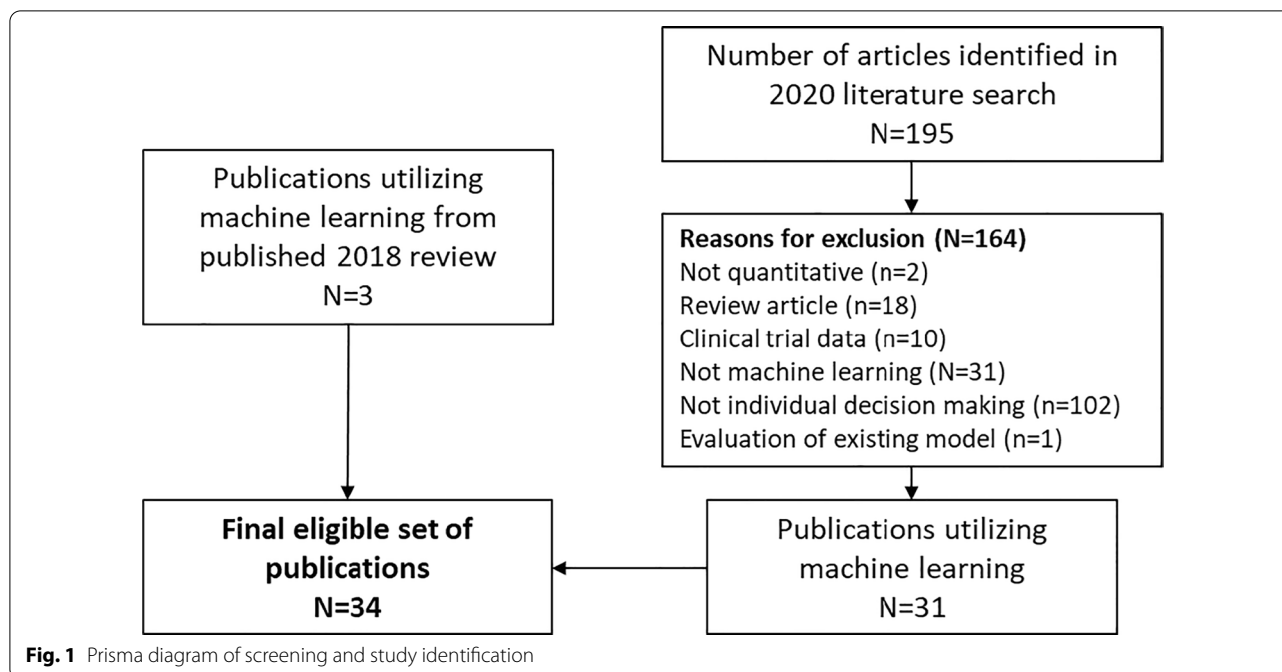 Number of articles identified in
2020 literature search
N=195
Publications utilizing
machine learning from
published 2018 review
N=3
Reasons for exclusion (N=164)
Not quantitative (n=2)
Review article (n=18)
Clinical trial data (n=10)
Not machine learning (N=31)
Not individual decision making (n=102)
Evaluation of existing model (n=1)
Final eligible set of
publications
N=34
Publications utilizing
machine learning
N=31
Fig. 1 Prisma diagram of screening and study identification